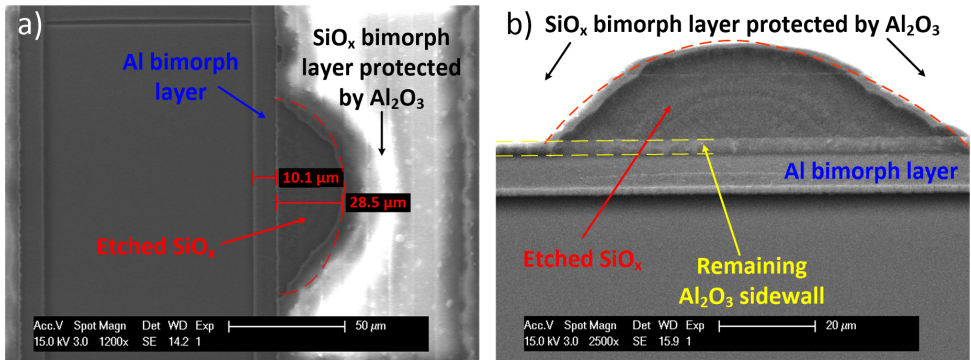 a)
Al bimorph
layer
SiOₓ bimorph
layer protected
by Al₂O₃
10.1 µm
28.5 µm
Etched SiOₓ
Acc.V Spot Magn Det WD Exp
15.0 kV 3.0 1200x SE 14.2 1
50 µm
b)
SiOₓ bimorph layer protected by Al₂O₃
Al bimorph layer
Etched SiOₓ
Remaining
Al₂O₃ sidewall
Acc.V Spot Magn Det WD Exp
15.0 kV 3.0 2500x SE 15.9 1
20 µm